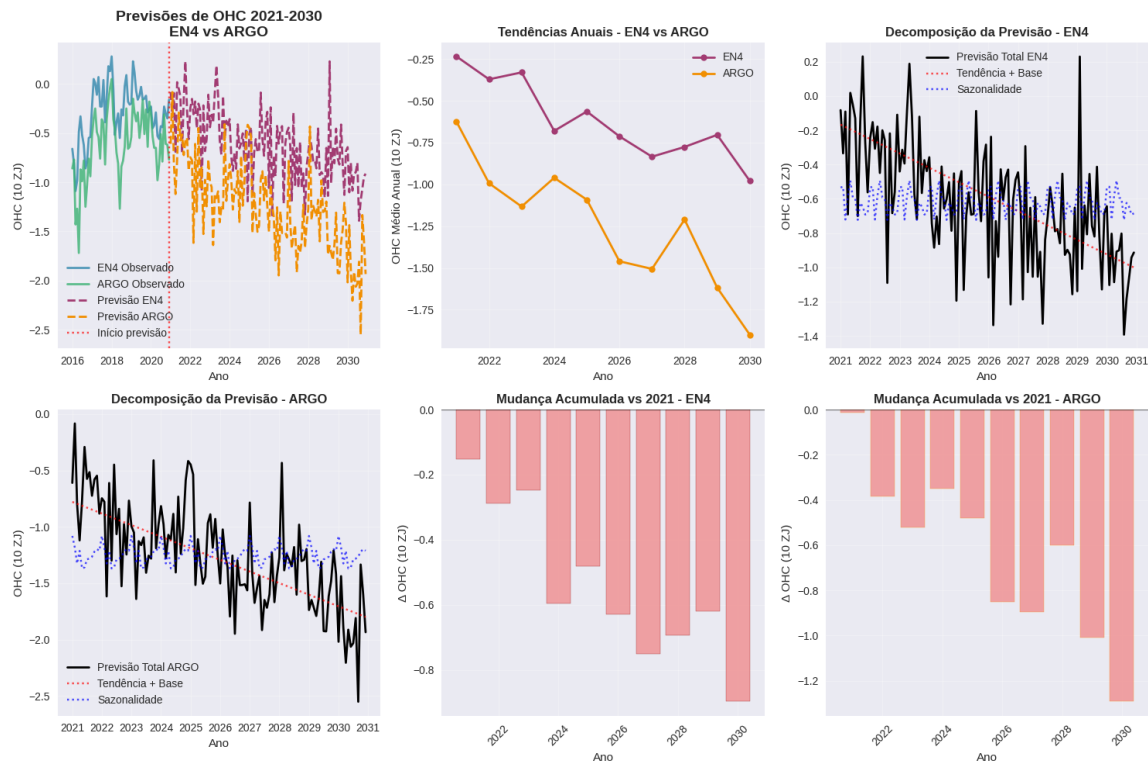 Previsões de OHC 2021-2030
EN4 vs ARGO
OHC (10 ZJ)
0.0
−0.5
−1.0
−1.5
−2.0
−2.5
EN4 Observado
ARGO Observado
Previsão EN4
Previsão ARGO
Início previsão
2016 2018 2020 2022 2024 2026 2028 2030
Ano
Tendências Anuais - EN4 vs ARGO
OHC Médio Anual (10 ZJ)
−0.25
−0.50
−0.75
−1.00
−1.25
−1.50
−1.75
EN4
ARGO
2022 2024 2026 2028 2030
Ano
Decomposição da Previsão - EN4
OHC (10 ZJ)
0.2
0.0
−0.2
−0.4
−0.6
−0.8
−1.0
−1.2
−1.4
Previsão Total EN4
Tendência + Base
Sazonalidade
2021 2022 2023 2024 2025 2026 2027 2028 2029 2030 2031
Ano
Decomposição da Previsão - ARGO
OHC (10 ZJ)
0.0
−0.5
−1.0
−1.5
−2.0
−2.5
Previsão Total ARGO
Tendência + Base
Sazonalidade
2021 2022 2023 2024 2025 2026 2027 2028 2029 2030 2031
Ano
Mudança Acumulada vs 2021 - EN4
Δ OHC (10 ZJ)
0.0
−0.2
−0.4
−0.6
−0.8
2022 2024 2026 2028 2030
Ano
Mudança Acumulada vs 2021 - ARGO
Δ OHC (10 ZJ)
0.0
−0.2
−0.4
−0.6
−0.8
−1.0
−1.2
2022 2024 2026 2028 2030
Ano